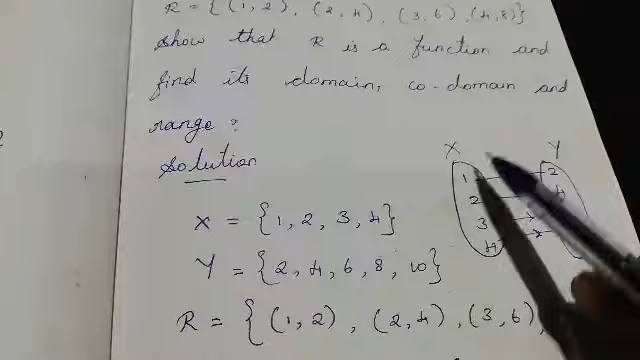 R = { (1, 2), (2, 4), (3, 6), (4, 8)}
show that R is a function and
find its domain, co-domain and
range?
Solution
X Y
1 2
2 4
3
4
X = {1, 2, 3, 4}
Y = {2, 4, 6, 8, 10}
R = { (1, 2), (2, 4), (3, 6),